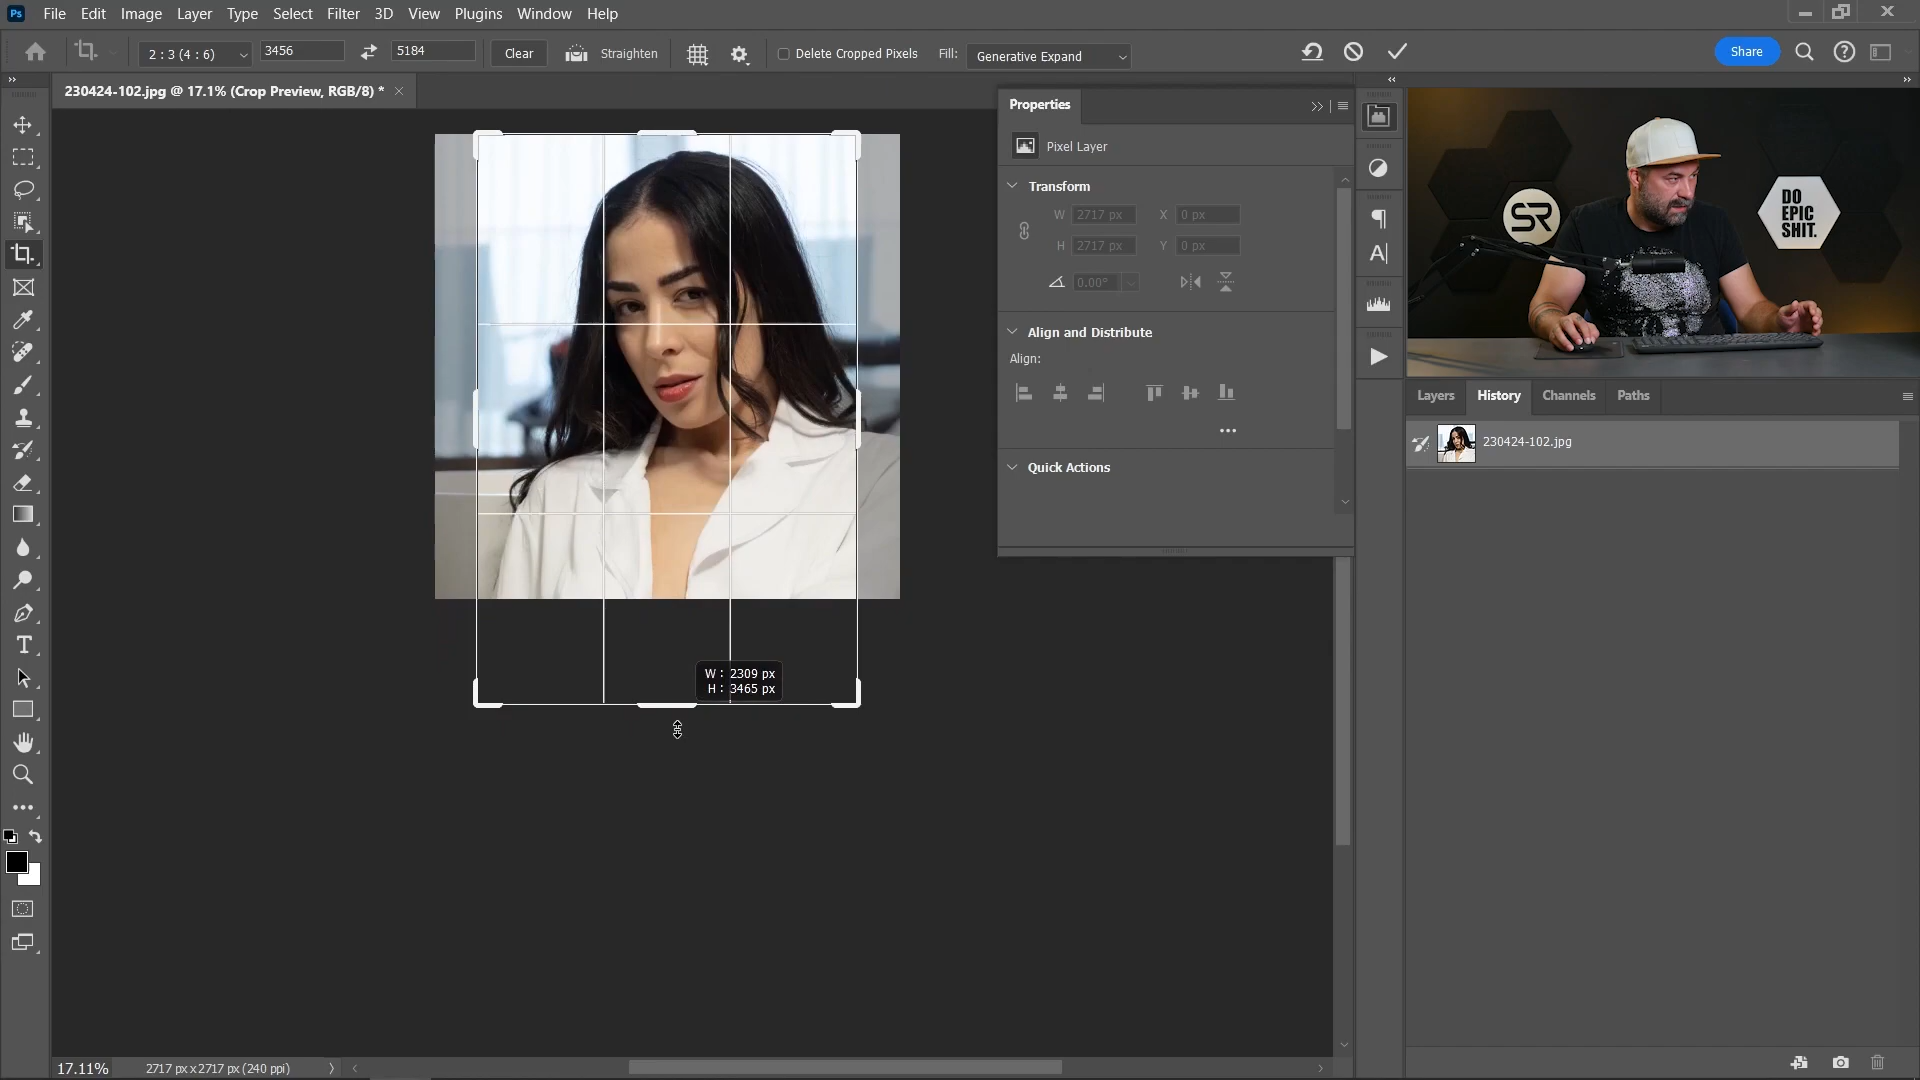 Ps File Edit Image Layer Type Select Filter 3D View Plugins Window Help
2 : 3 (4 : 6) 3456 5184 Clear Straighten Delete Cropped Pixels Fill: Generative Expand Share
230424-102.jpg @ 17.1% (Crop Preview, RGB/8) *
Properties
Pixel Layer
Transform
W 2717 px X 0 px
H 2717 px Y 0 px
0.00°
Align and Distribute
Align:
Quick Actions
SR
DO
EPIC
SHIT.
Layers History Channels Paths
230424-102.jpg
W : 2309 px
H : 3465 px
17.11% 2717 px x 2717 px (240 ppi)